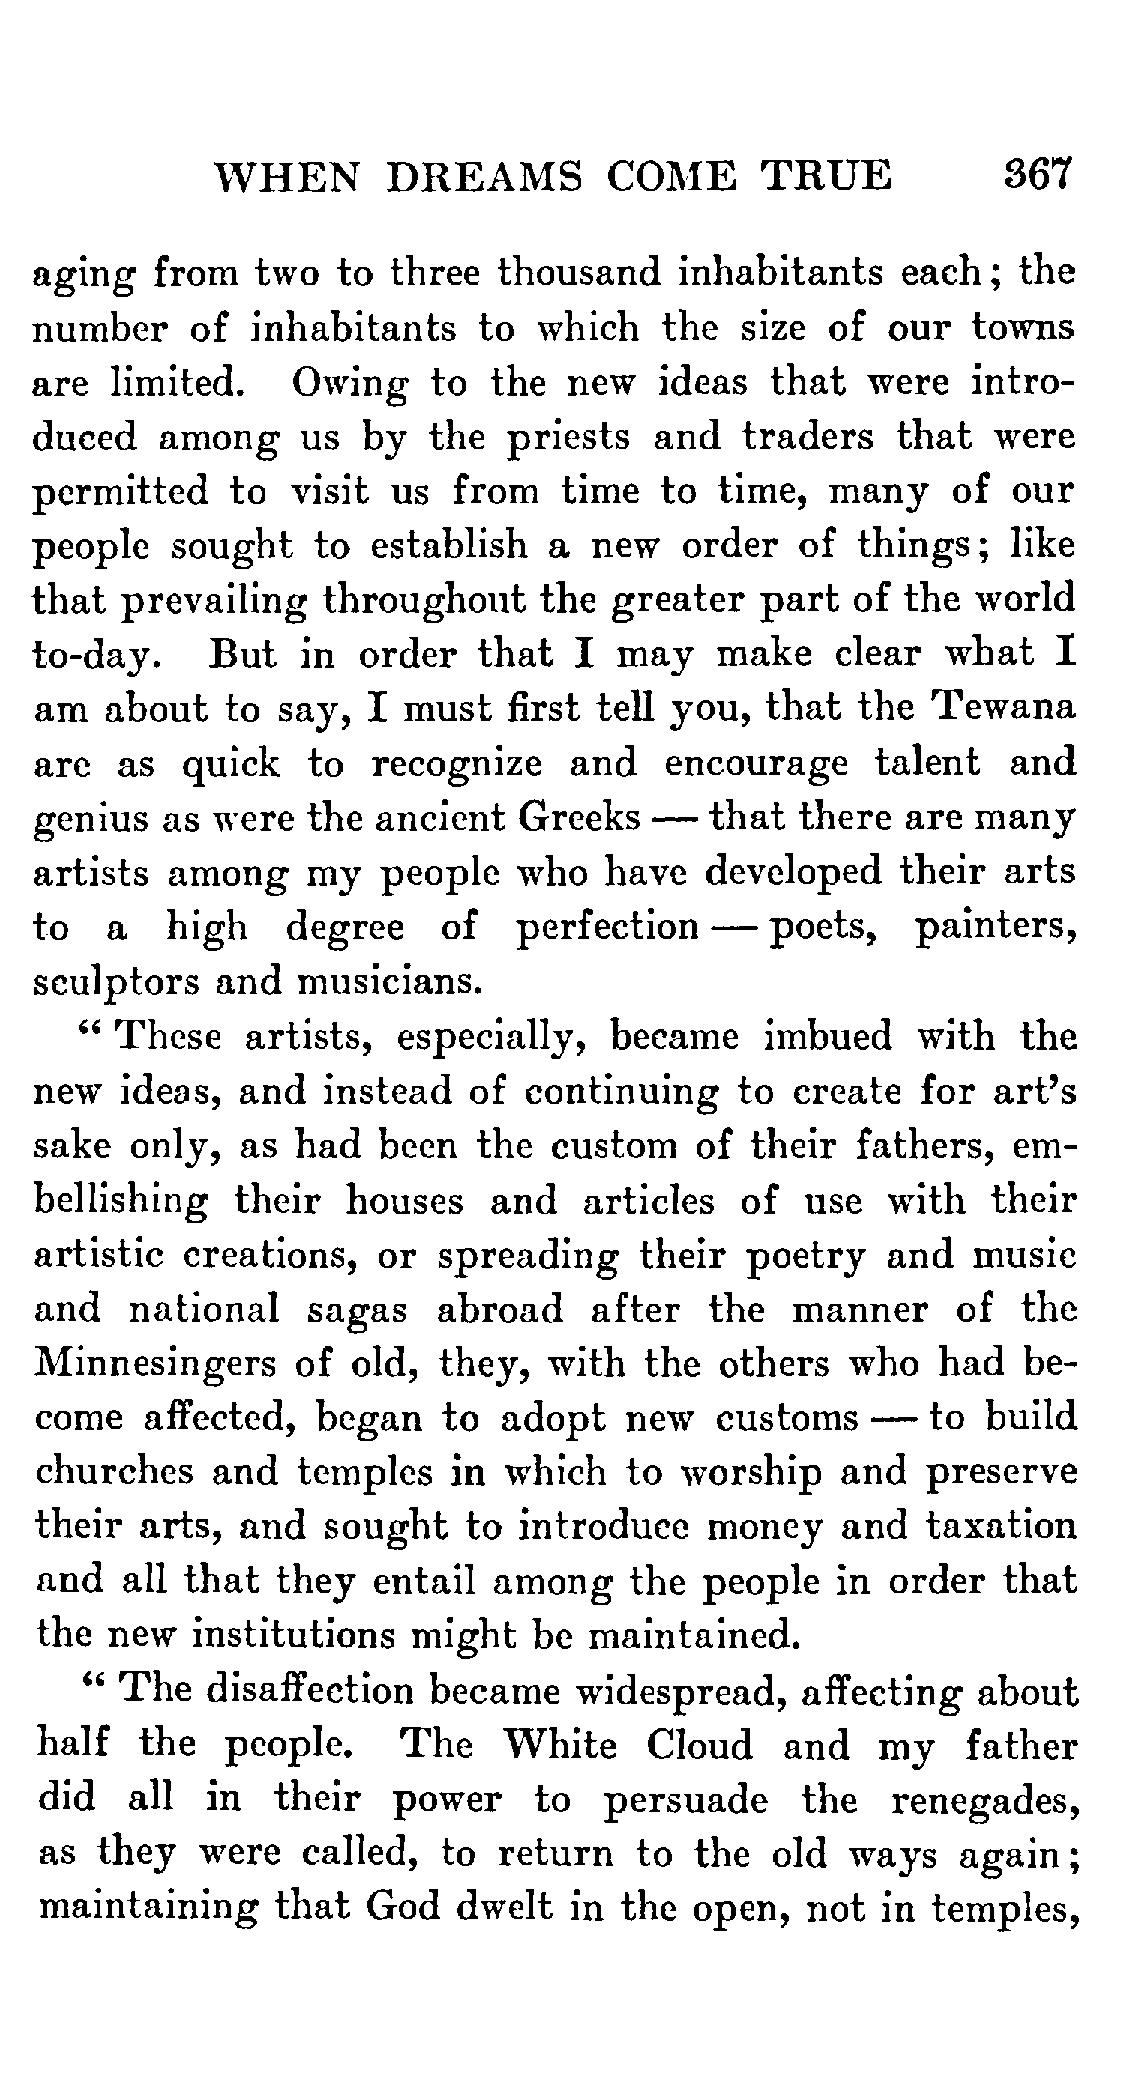 WHEN DREAMS COME TRUE 367
aging from two to three thousand inhabitants each; the
number of inhabitants to which the size of our towns
are limited. Owing to the new ideas that were intro-
duced among us by the priests and traders that were
permitted to visit us from time to time, many of our
people sought to establish a new order of things; like
that prevailing throughout the greater part of the world
to-day. But in order that I may make clear what I
am about to say, I must first tell you, that the Tewana
are as quick to recognize and encourage talent and
genius as were the ancient Greeks — that there are many
artists among my people who have developed their arts
to a high degree of perfection — poets, painters,
sculptors and musicians.
" These artists, especially, became imbued with the
new ideas, and instead of continuing to create for art's
sake only, as had been the custom of their fathers, em-
bellishing their houses and articles of use with their
artistic creations, or spreading their poetry and music
and national sagas abroad after the manner of the
Minnesingers of old, they, with the others who had be-
come affected, began to adopt new customs — to build
churches and temples in which to worship and preserve
their arts, and sought to introduce money and taxation
and all that they entail among the people in order that
the new institutions might be maintained.
" The disaffection became widespread, affecting about
half the people. The White Cloud and my father
did all in their power to persuade the renegades,
as they were called, to return to the old ways again;
maintaining that God dwelt in the open, not in temples,